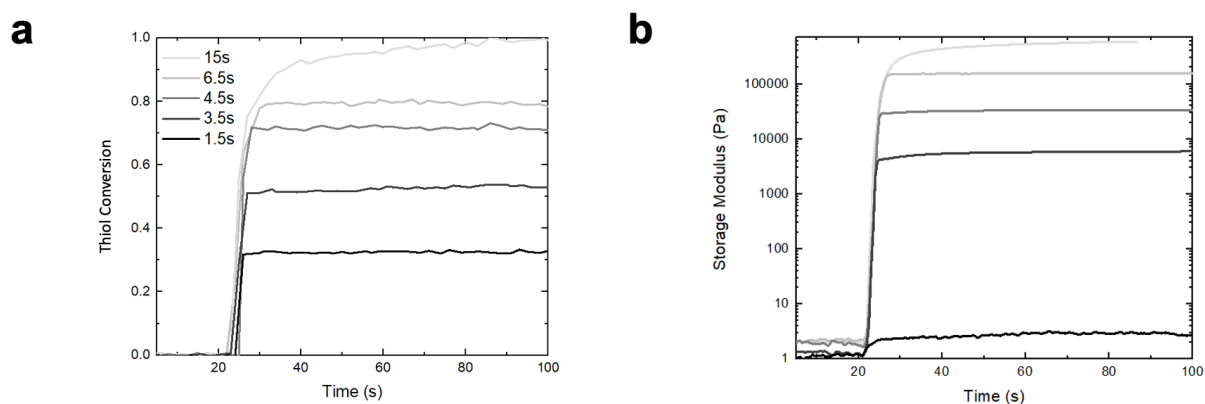 a
b
Thiol Conversion
1.0
0.8
0.6
0.4
0.2
0.0
15s
6.5s
4.5s
3.5s
1.5s
20
40
60
80
100
Time (s)
Storage Modulus (Pa)
100000
10000
1000
100
10
1
20
40
60
80
100
Time (s)